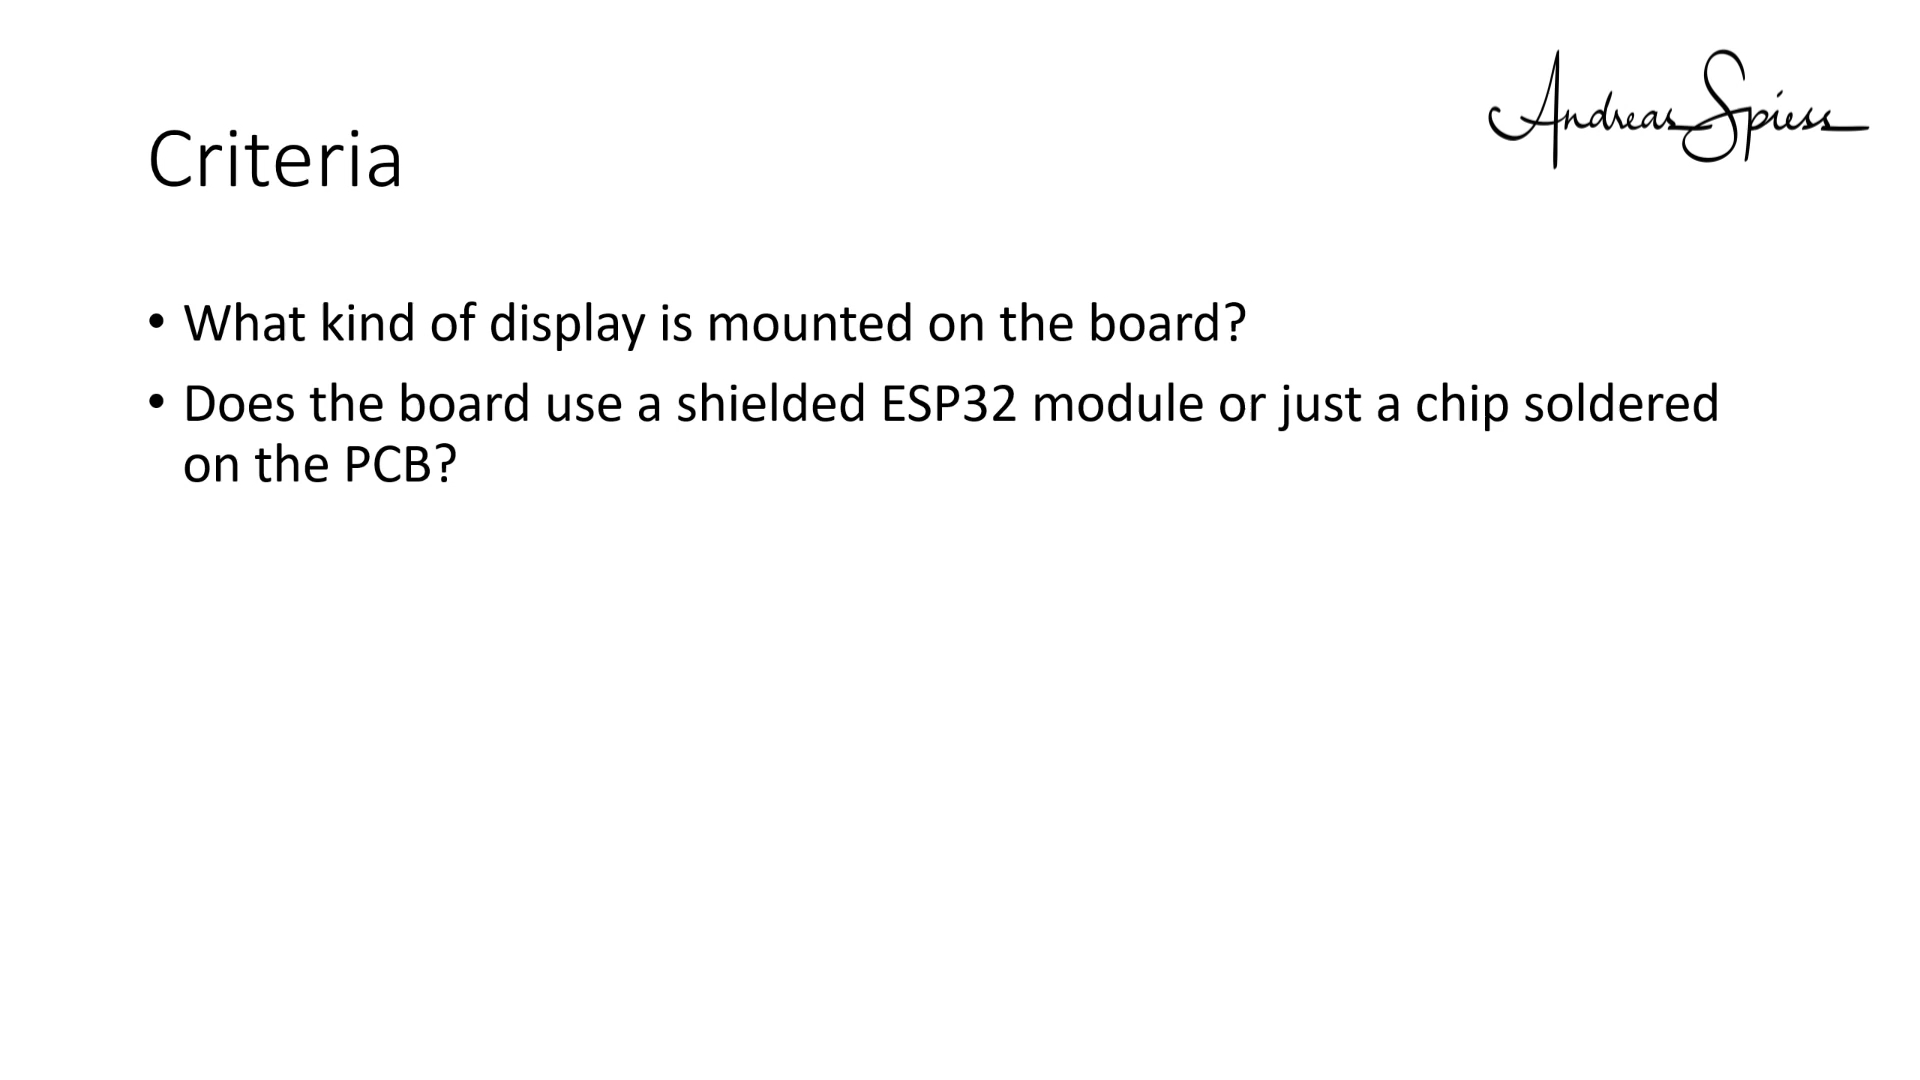 Andreas Spiess
Criteria
• What kind of display is mounted on the board?
• Does the board use a shielded ESP32 module or just a chip soldered
on the PCB?